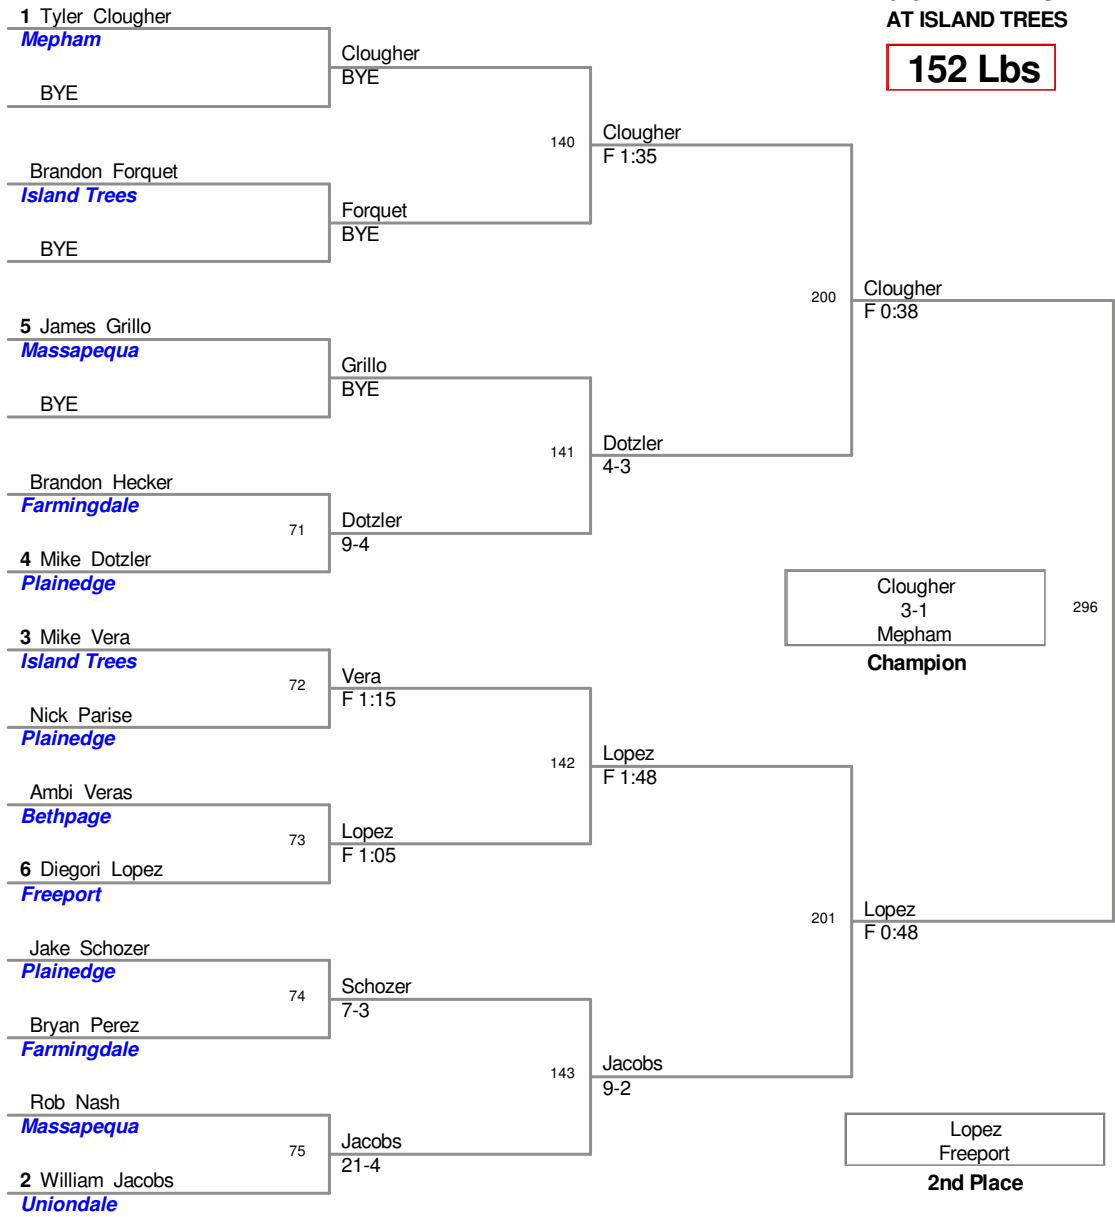 AT ISLAND TREES
152 Lbs
1 Tyler Clougher
Mepham
BYE
Brandon Forquet
Island Trees
BYE
5 James Grillo
Massapequa
BYE
Brandon Hecker
Farmingdale
71
4 Mike Dotzler
Plainedge
3 Mike Vera
Island Trees
72
Nick Parise
Plainedge
Ambi Veras
Bethpage
73
6 Diegori Lopez
Freeport
Jake Schozer
Plainedge
74
Bryan Perez
Farmingdale
Rob Nash
Massapequa
75
2 William Jacobs
Uniondale
Clougher
BYE
140
Forquet
BYE
Grillo
BYE
141
Dotzler
9-4
Vera
F 1:15
142
Lopez
F 1:05
Schozer
7-3
143
Jacobs
21-4
Clougher
F 1:35
200
Dotzler
4-3
Lopez
F 1:48
201
Jacobs
9-2
Clougher
F 0:38
296
Lopez
F 0:48
Clougher
3-1
Mepham
Champion
Lopez
Freeport
2nd Place